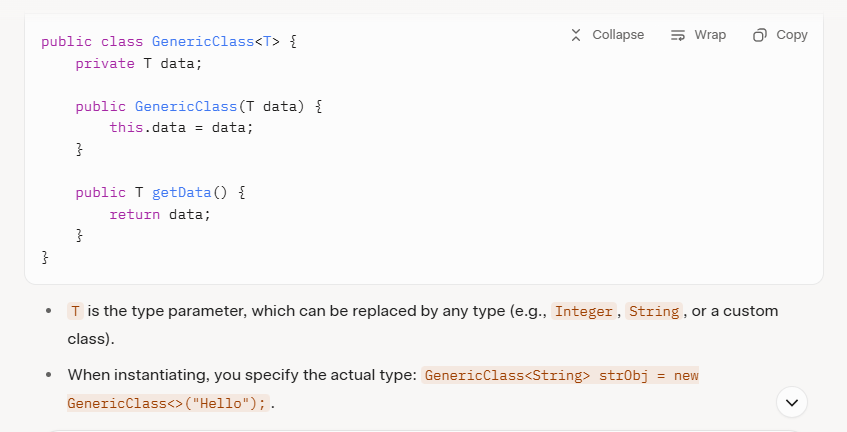 Collapse Wrap Copy
public class GenericClass<T> {
    private T data;
    public GenericClass(T data) {
        this.data = data;
    }
    public T getData() {
        return data;
    }
}
• T is the type parameter, which can be replaced by any type (e.g., Integer, String, or a custom
class).
• When instantiating, you specify the actual type: GenericClass<String> strObj = new
GenericClass<>("Hello");.